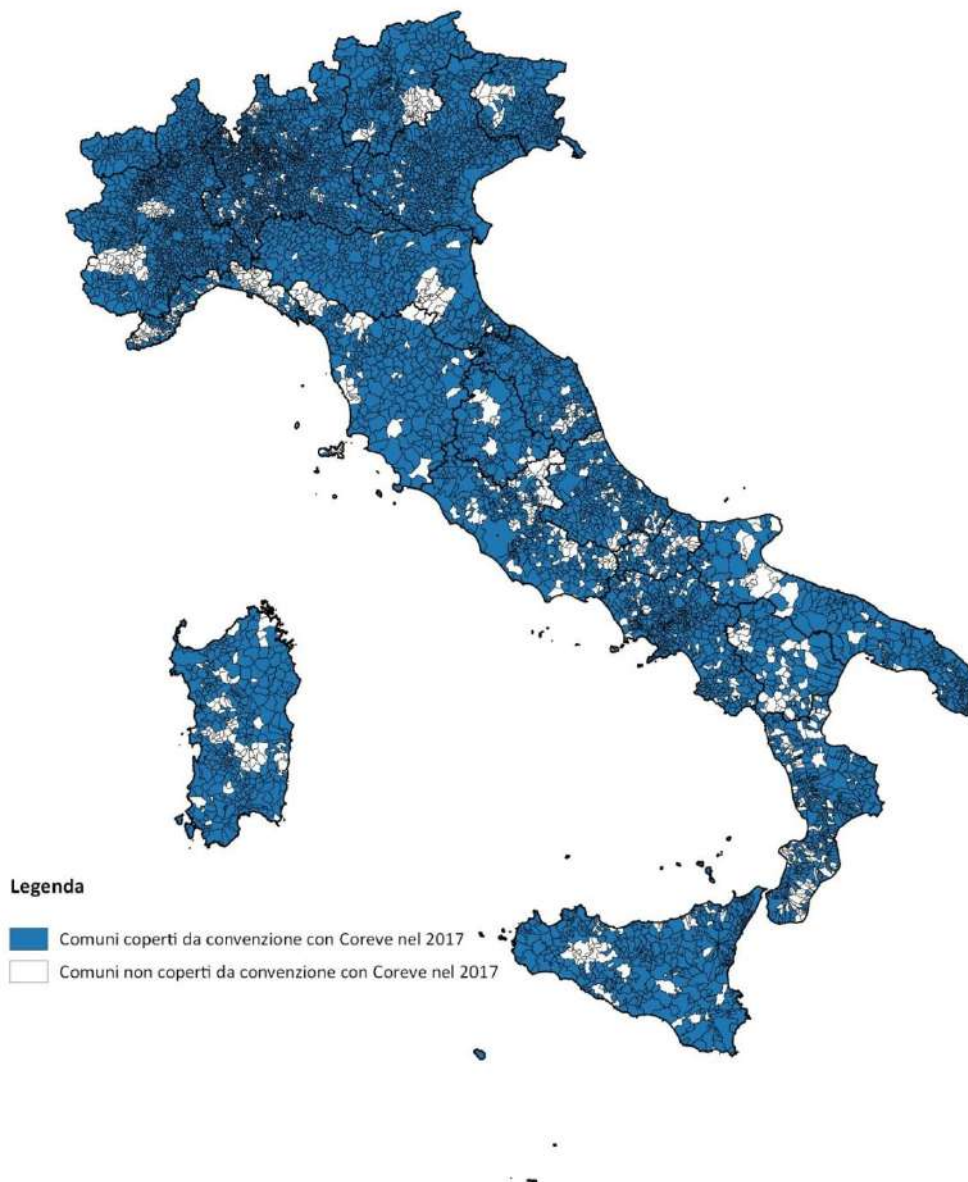 Legenda
Comuni coperti da convenzione con Coreve nel 2017
Comuni non coperti da convenzione con Coreve nel 2017